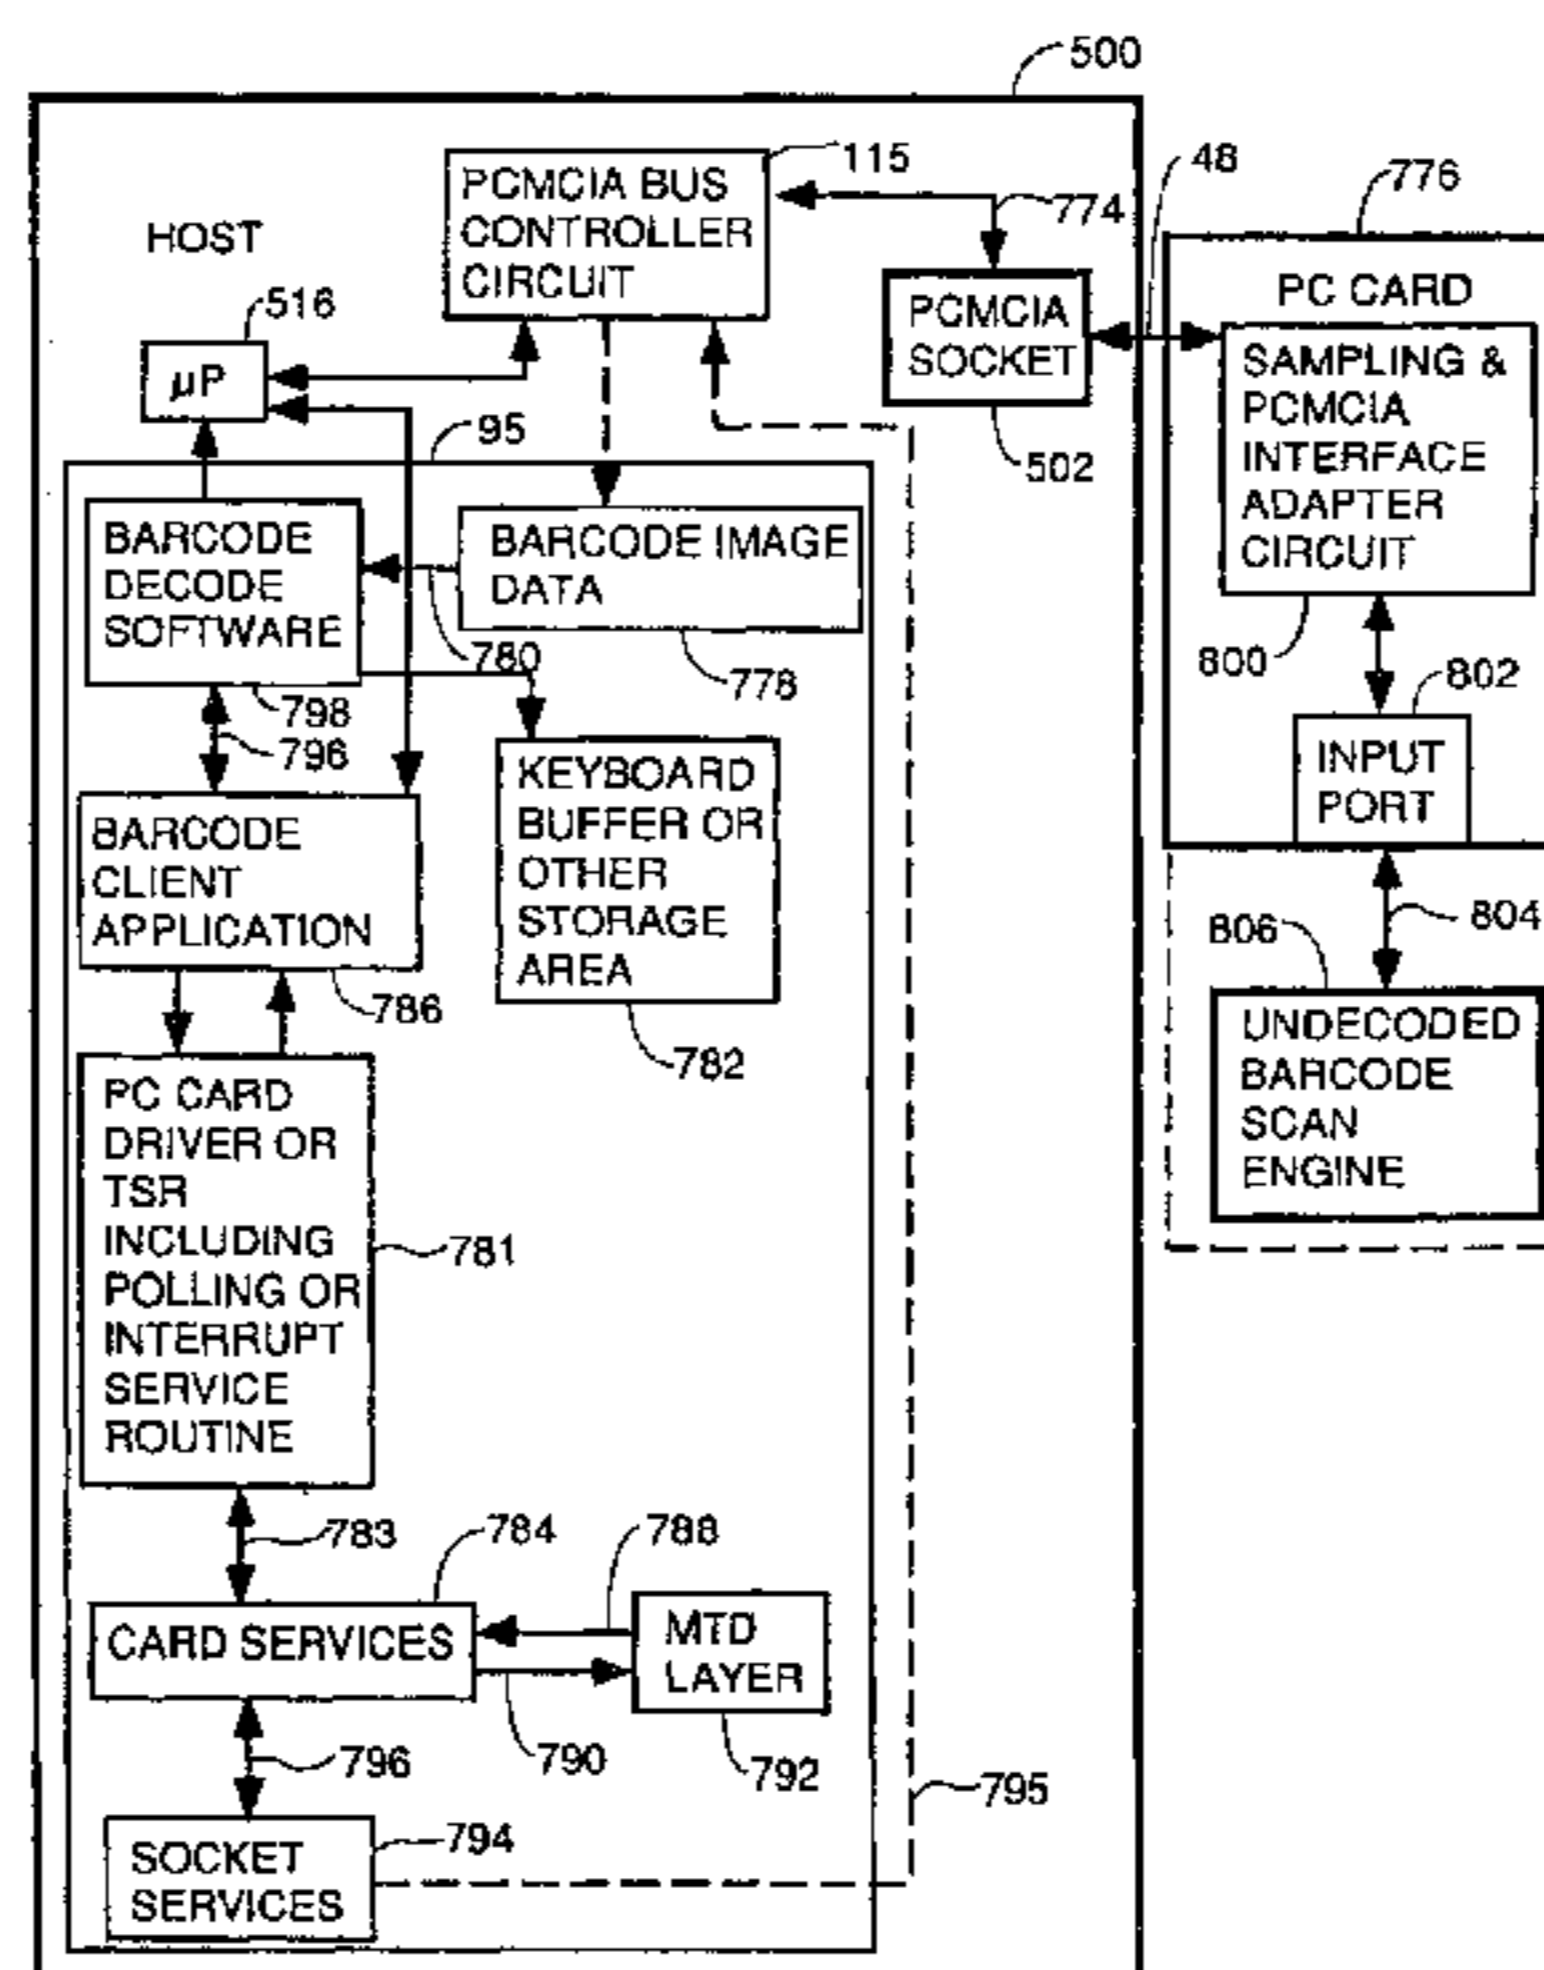 500
PCMCIA BUS
CONTROLLER
CIRCUIT
115
774
48
776
HOST
516
µP
PCMCIA
SOCKET
502
PC CARD
SAMPLING &
PCMCIA
INTERFACE
ADAPTER
CIRCUIT
800
802
INPUT
PORT
804
806
UNDECODED
BARCODE
SCAN
ENGINE
95
BARCODE
DECODE
SOFTWARE
798
796
BARCODE IMAGE
DATA
780
778
KEYBOARD
BUFFER OR
OTHER
STORAGE
AREA
782
BARCODE
CLIENT
APPLICATION
786
PC CARD
DRIVER OR
TSR
INCLUDING
POLLING OR
INTERRUPT
SERVICE
ROUTINE
781
783
784
788
CARD SERVICES
MTD
LAYER
790
792
796
795
794
SOCKET
SERVICES